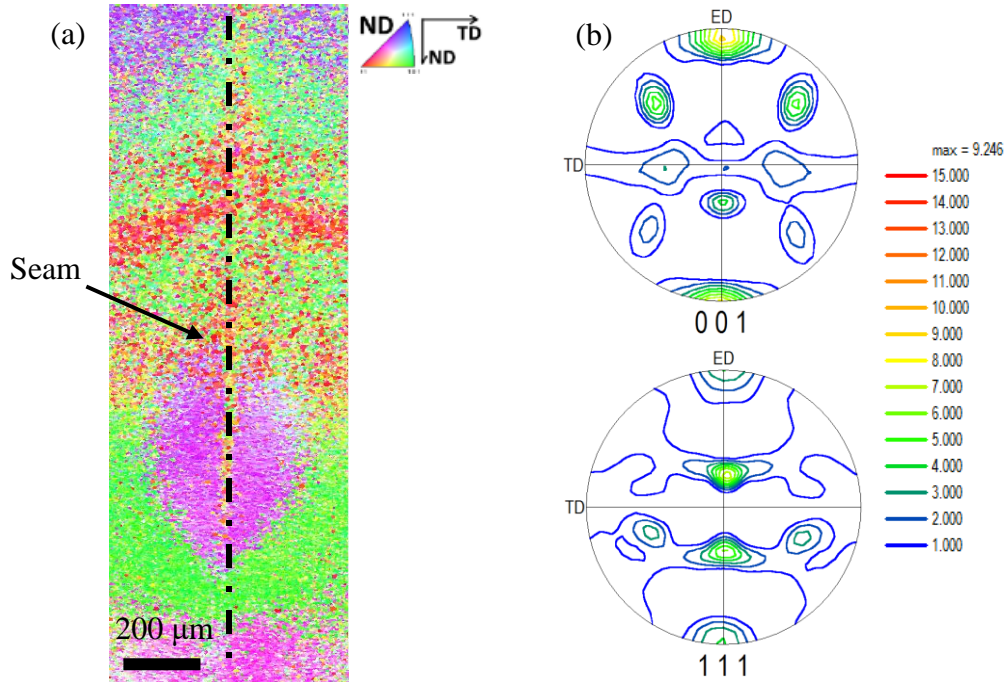 (a)
ND
111
TD
ND
101
Seam
200 μm
(b)
ED
TD
0 0 1
ED
TD
1 1 1
max = 9.246
15.000
14.000
13.000
12.000
11.000
10.000
9.000
8.000
7.000
6.000
5.000
4.000
3.000
2.000
1.000